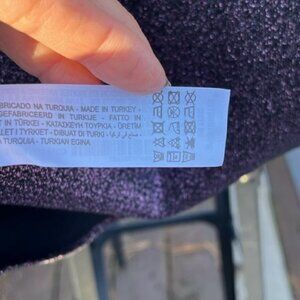 BRICADO NA TURQUIA - MADE IN TURKEY -
GEFABRICEERD IN TURKIJE - FATTO IN
T IN TÜRKEI - ΚΑΤΑΣΚΕΥΗ ΤΟΥΡΚΙΑ - ÜRETİM
LLET I TYRKIET - DIBUAT DI TURKI -
A TURQUIA - TURKIAN EGINA